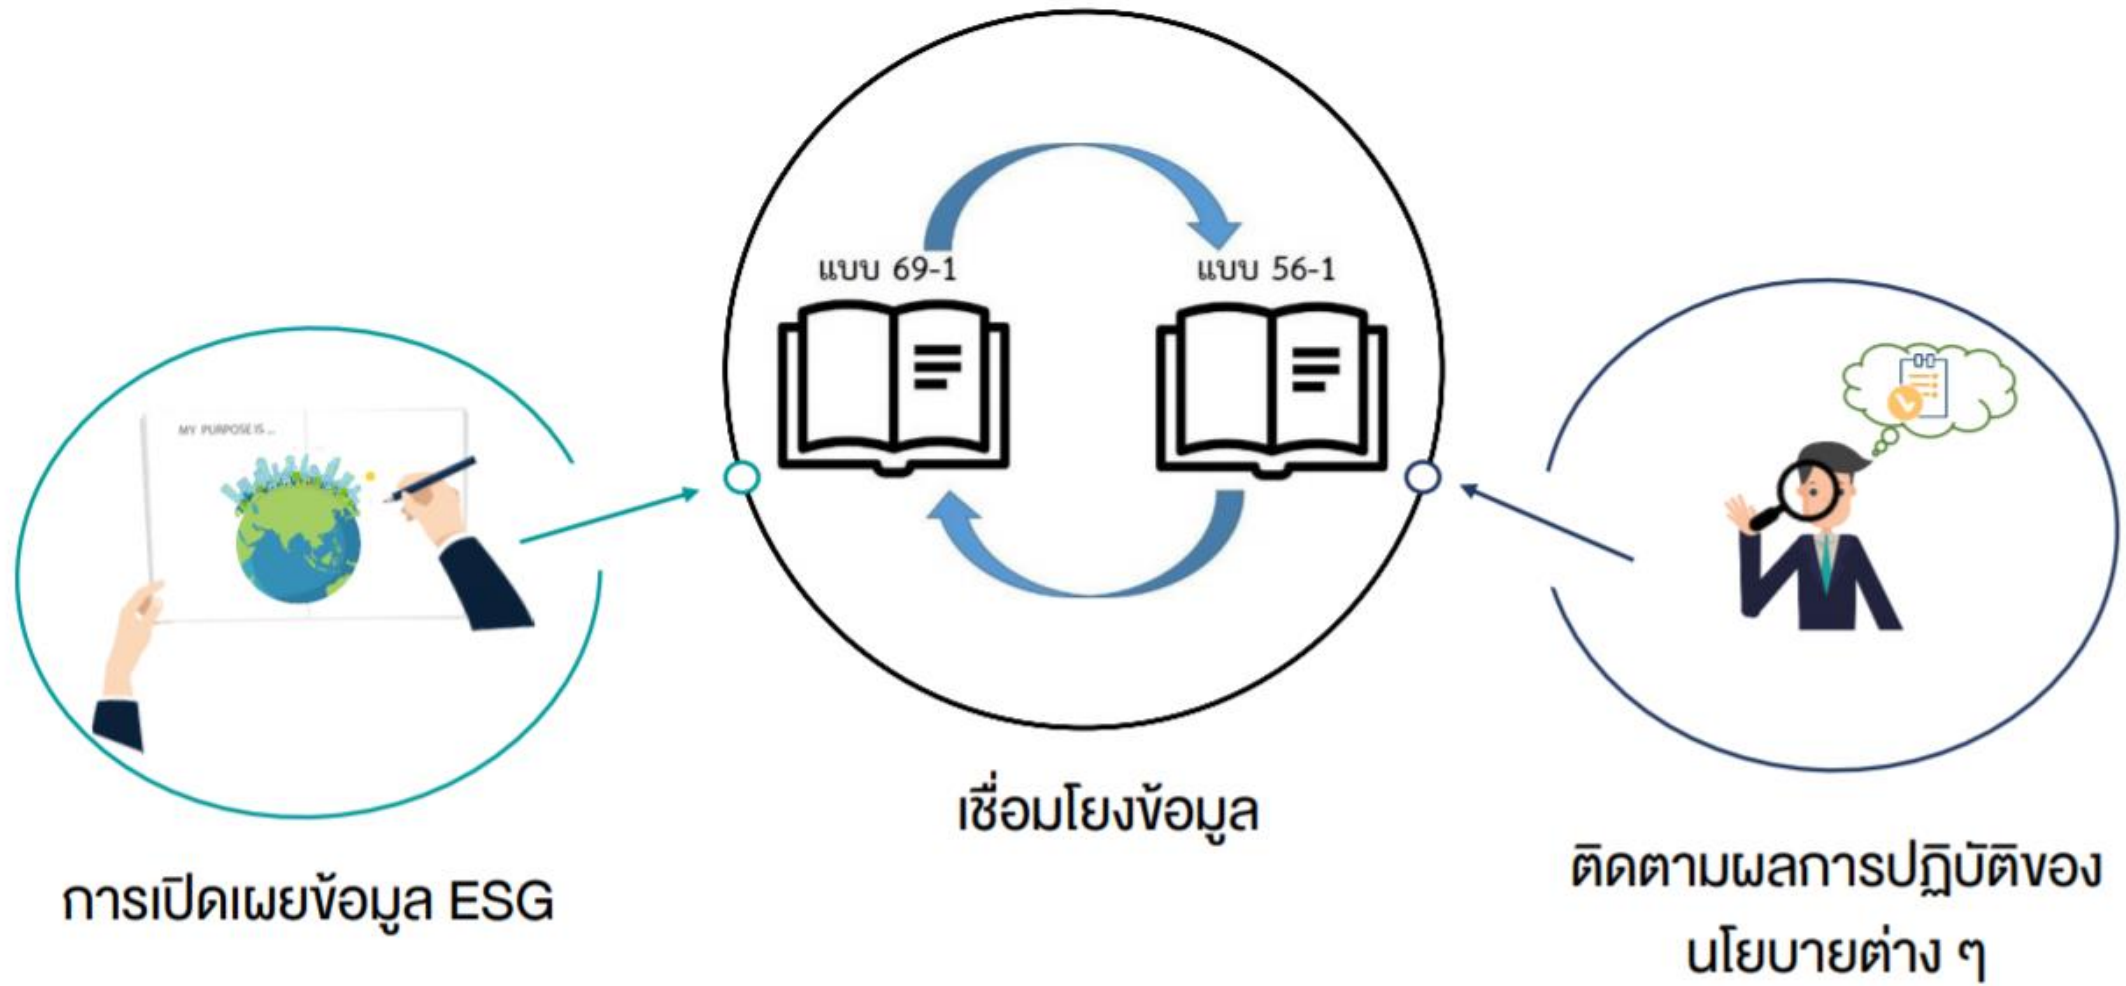 แบบ 69-1
แบบ 56-1
MY PURPOSE IS ...
เชื่อมโยงข้อมูล
การเปิดเผยข้อมูล ESG
ติดตามผลการปฏิบัติของ
นโยบายต่าง ๆ